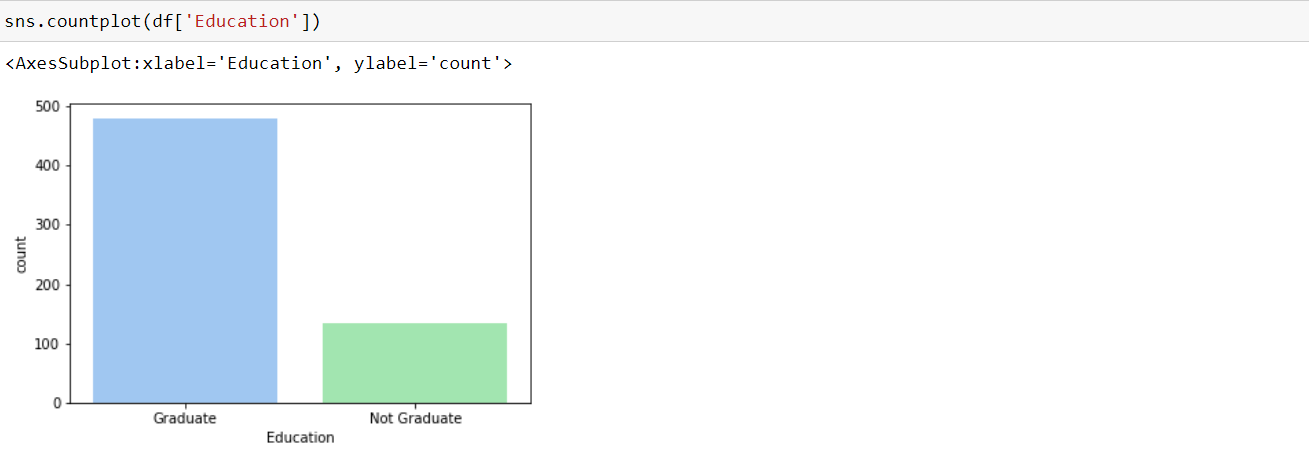 sns.countplot(df['Education'])
<AxesSubplot:xlabel='Education', ylabel='count'>
500
400
300
200
100
0
count
Graduate Not Graduate
Education